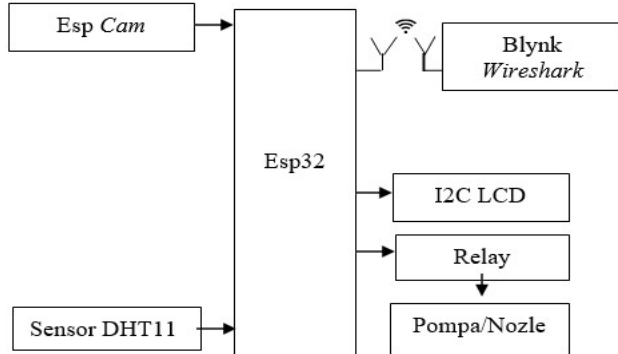 Esp Cam
Blynk
Wireshark
Esp32
I2C LCD
Relay
Sensor DHT11
Pompa/Nozle